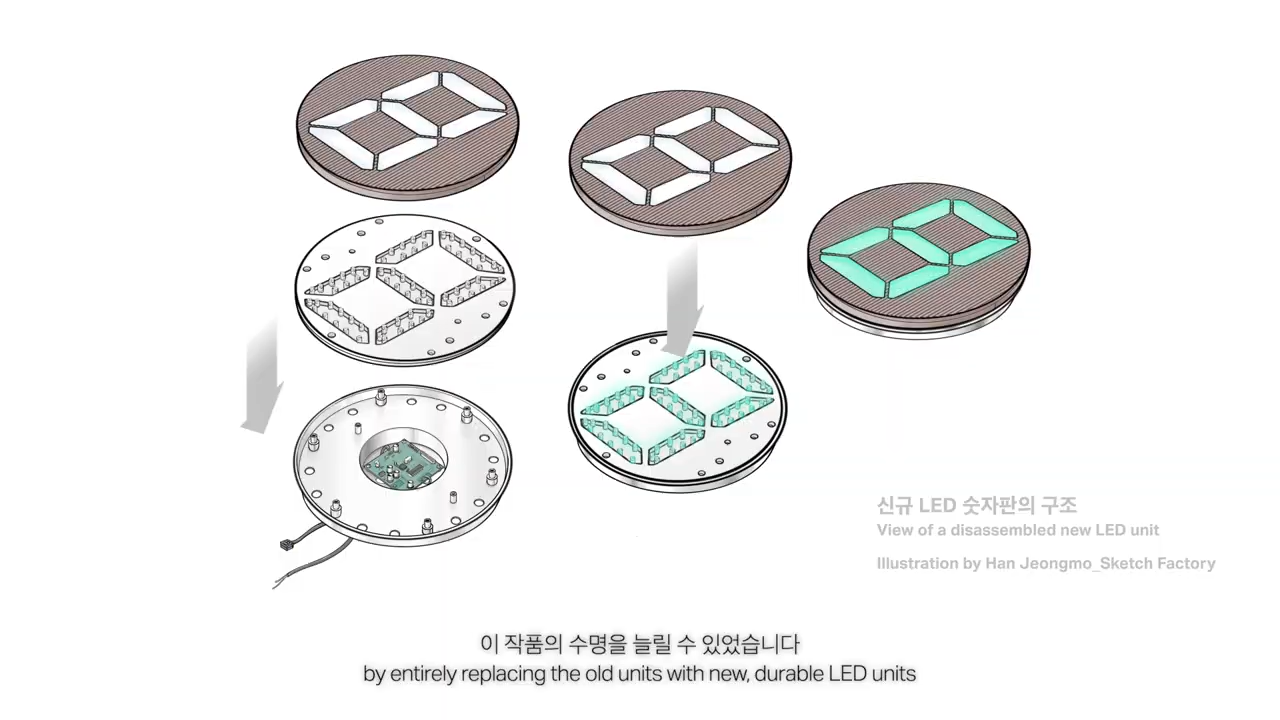 신규 LED 숫자판의 구조
View of a disassembled new LED unit
Illustration by Han Jeongmo_Sketch Factory
이 작품의 수명을 늘릴 수 있었습니다
by entirely replacing the old units with new, durable LED units